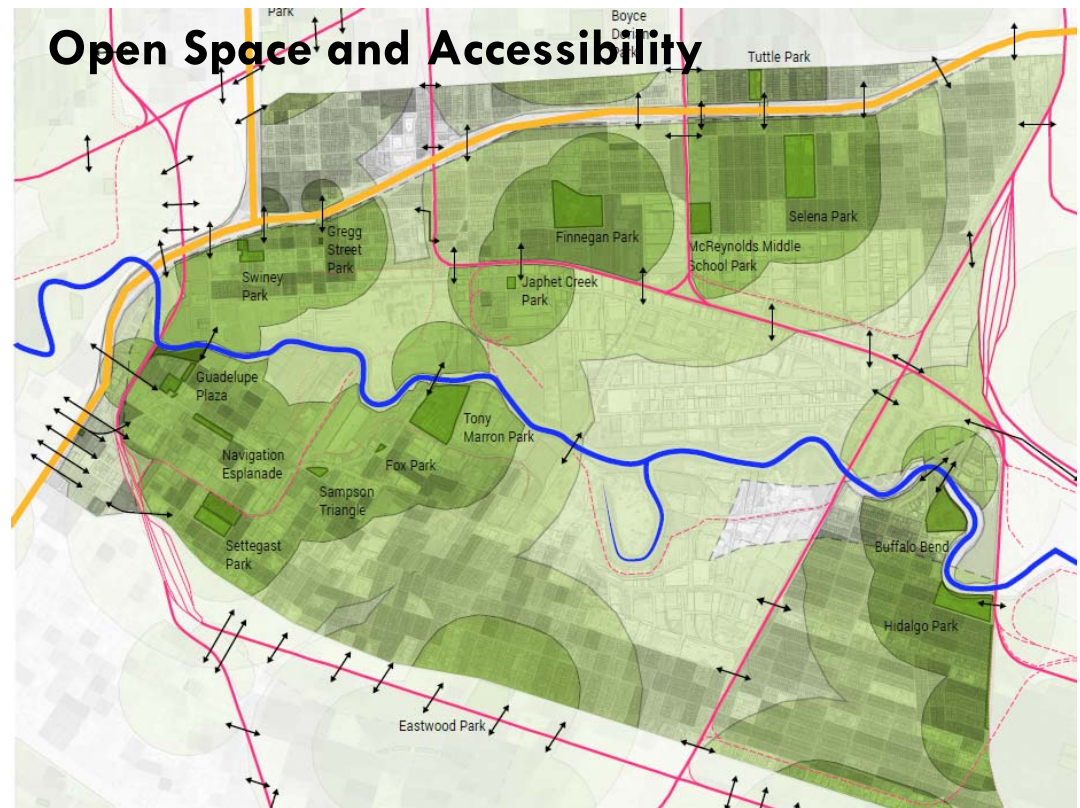 Park
Boyce
Dorian
Park
Open Space and Accessibility
Tuttle Park
Selena Park
Gregg
Street
Park
Finnegan Park
McReynolds Middle
School Park
Swiney
Park
Japhet Creek
Park
Guadelupe
Plaza
Tony
Marron Park
Navigation
Esplanade
Fox Park
Sampson
Triangle
Settegast
Park
Buffalo Bend
Hidalgo Park
Eastwood Park